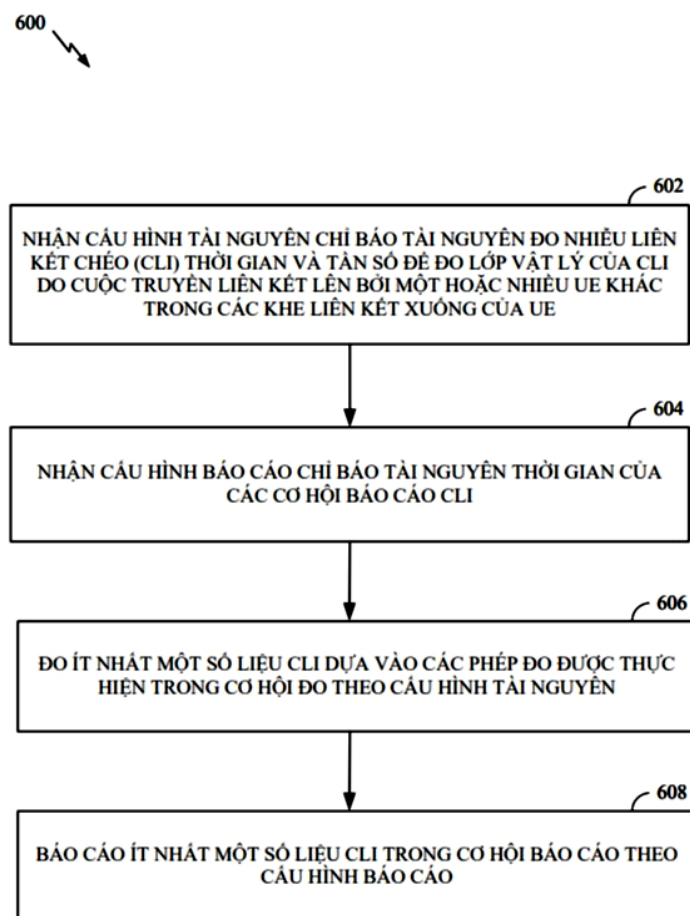 600
602
NHẬN CẤU HÌNH TÀI NGUYÊN CHỈ BÁO TÀI NGUYÊN ĐO NHIỄU LIÊN
KẾT CHÉO (CLI) THỜI GIAN VÀ TẦN SỐ ĐỂ ĐO LỚP VẬT LÝ CỦA CLI
DO CUỘC TRUYỀN LIÊN KẾT LÊN BỞI MỘT HOẶC NHIỀU UE KHÁC
TRONG CÁC KHE LIÊN KẾT XUỐNG CỦA UE
604
NHẬN CẤU HÌNH BÁO CÁO CHỈ BÁO TÀI NGUYÊN THỜI GIAN CỦA
CÁC CƠ HỘI BÁO CÁO CLI
606
ĐO ÍT NHẤT MỘT SỐ LIỆU CLI DỰA VÀO CÁC PHÉP ĐO ĐƯỢC THỰC
HIỆN TRONG CƠ HỘI ĐO THEO CẤU HÌNH TÀI NGUYÊN
608
BÁO CÁO ÍT NHẤT MỘT SỐ LIỆU CLI TRONG CƠ HỘI BÁO CÁO THEO
CẤU HÌNH BÁO CÁO